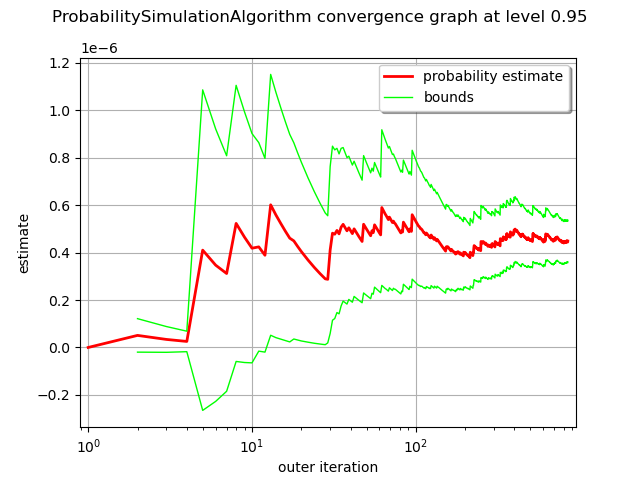 ProbabilitySimulationAlgorithm convergence graph at level 0.95
1e−6
1.2
1.0
0.8
0.6
0.4
0.2
0.0
−0.2
estimate
probability estimate
bounds
10⁰
10¹
10²
outer iteration